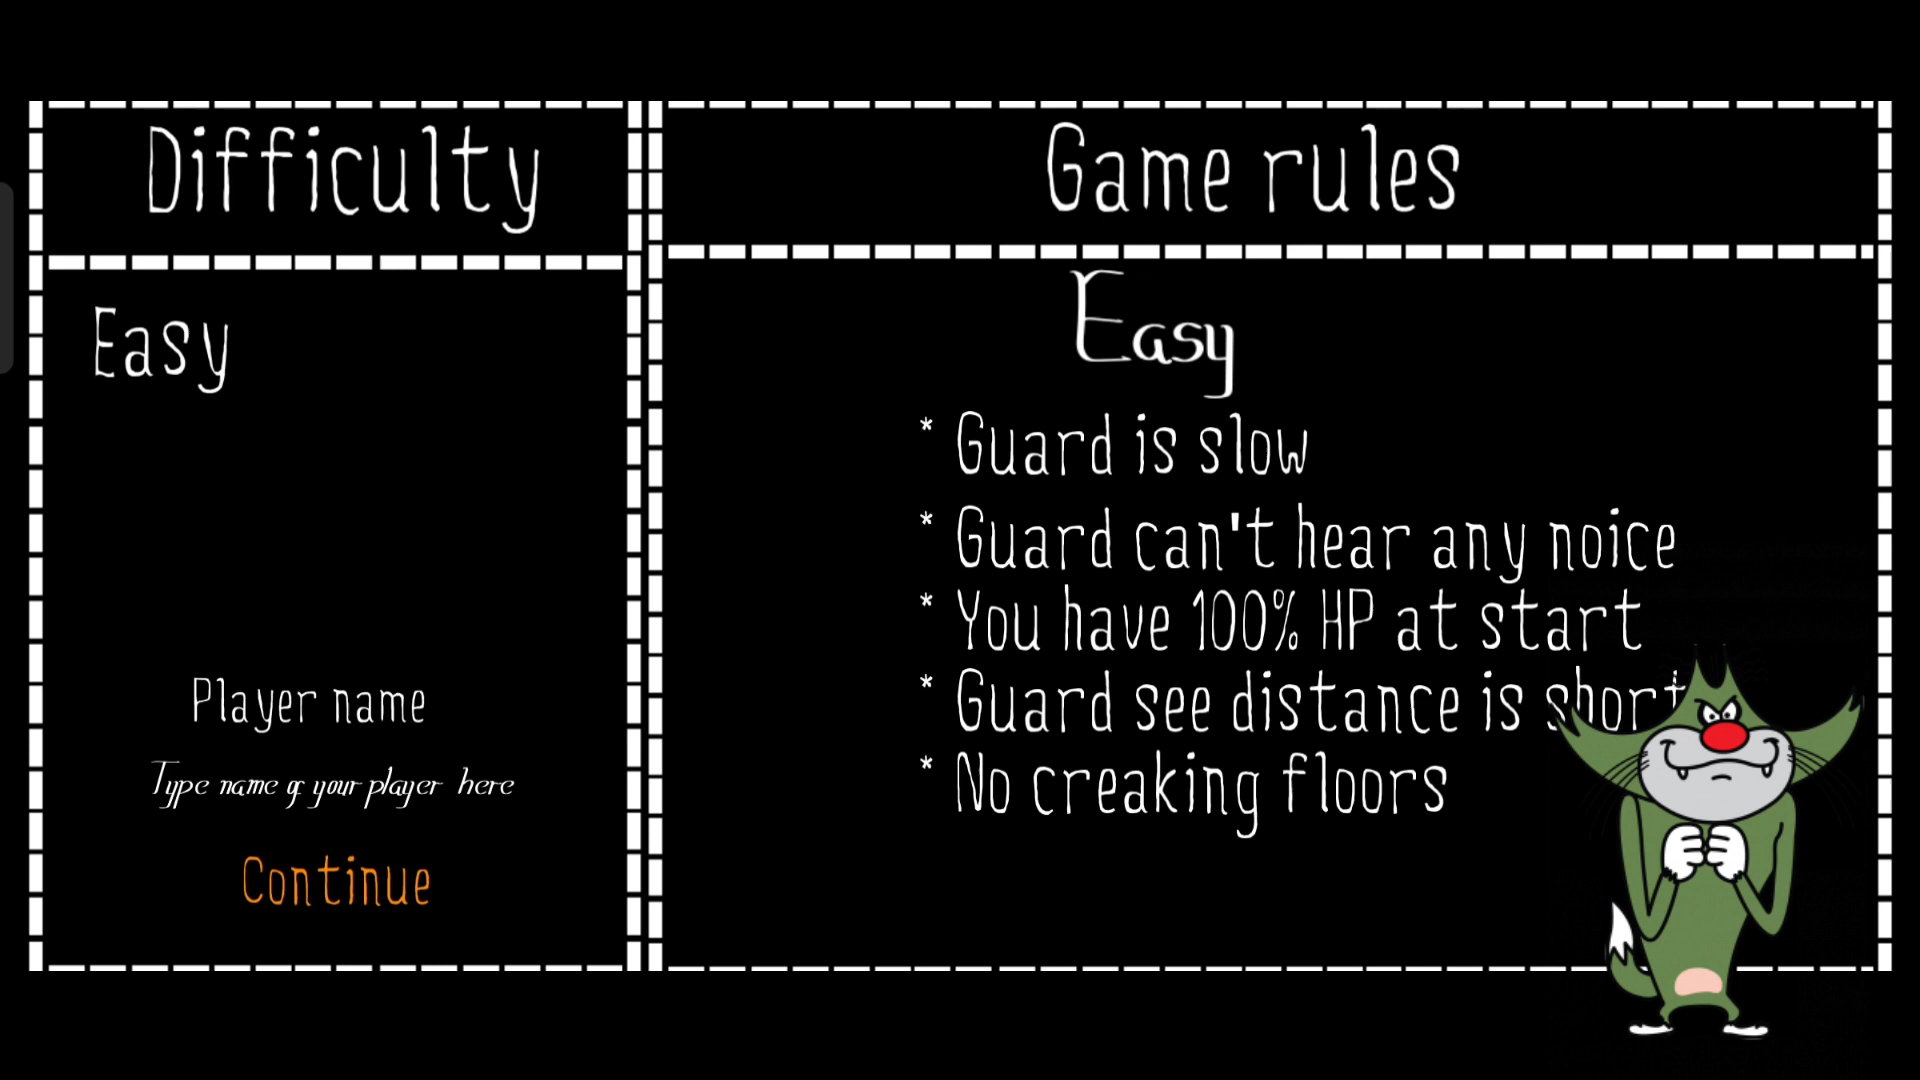 Difficulty
Easy
Player name
Type name of your player here
Continue
Game rules
Easy
* Guard is slow
* Guard can't hear any noice
* You have 100% HP at start
* Guard see distance is short
* No creaking floors